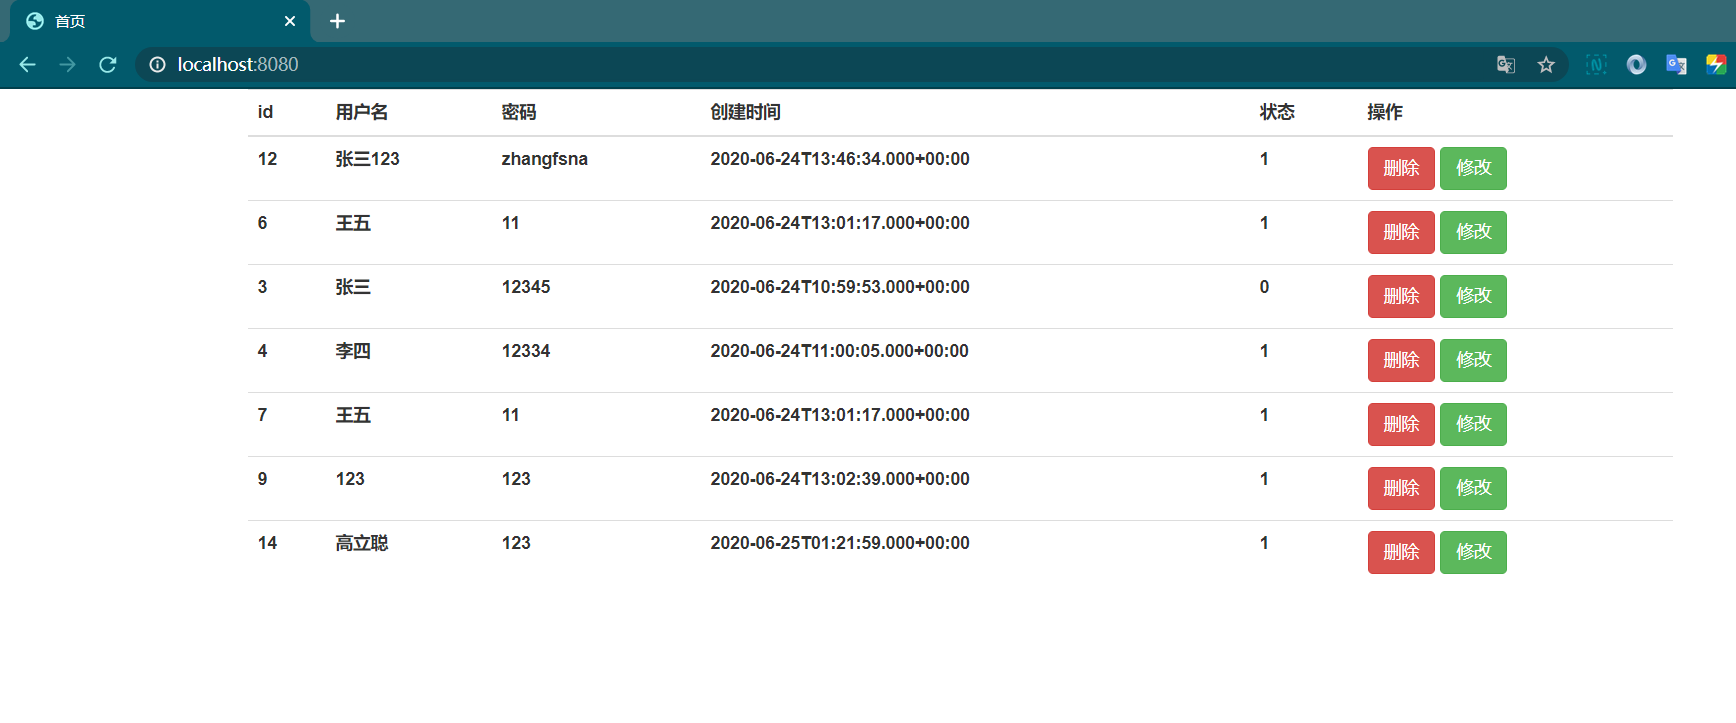 首页
localhost:8080
id 用户名 密码 创建时间 状态 操作
12 张三123 zhangfsna 2020-06-24T13:46:34.000+00:00 1 删除 修改
6 王五 11 2020-06-24T13:01:17.000+00:00 1 删除 修改
3 张三 12345 2020-06-24T10:59:53.000+00:00 0 删除 修改
4 李四 12334 2020-06-24T11:00:05.000+00:00 1 删除 修改
7 王五 11 2020-06-24T13:01:17.000+00:00 1 删除 修改
9 123 123 2020-06-24T13:02:39.000+00:00 1 删除 修改
14 高立聪 123 2020-06-25T01:21:59.000+00:00 1 删除 修改